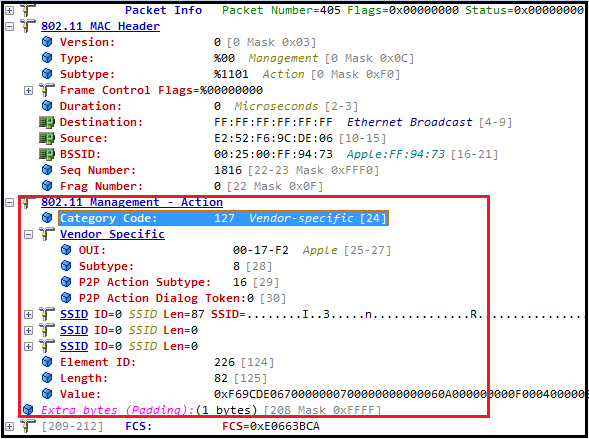 Packet Info Packet Number=405 Flags=0x00000000 Status=0x00000000
802.11 MAC Header
Version: 0 [0 Mask 0x03]
Type: %00 Management [0 Mask 0x0C]
Subtype: %1101 Action [0 Mask 0xF0]
Frame Control Flags=%00000000
Duration: 0 Microseconds [2-3]
Destination: FF:FF:FF:FF:FF:FF Ethernet Broadcast [4-9]
Source: E2:52:F6:9C:DE:06 [10-15]
BSSID: 00:25:00:FF:94:73 Apple:FF:94:73 [16-21]
Seq Number: 1816 [22-23 Mask 0xFFF0]
Frag Number: 0 [22 Mask 0x0F]
802.11 Management - Action
Category Code: 127 Vendor-specific [24]
Vendor Specific
OUI: 00-17-F2 Apple [25-27]
Subtype: 8 [28]
P2P Action Subtype: 16 [29]
P2P Action Dialog Token:0 [30]
SSID ID=0 SSID Len=87 SSID=........I..3.....n..............R...............
SSID ID=0 SSID Len=0
SSID ID=0 SSID Len=0
Element ID: 226 [124]
Length: 82 [125]
Value: 0xF69CDE067000000070000000000060A000000000F000400000
Extra bytes (Padding):(1 bytes) [208 Mask 0xFFFF]
[209-212] FCS: FCS=0xE0663BCA